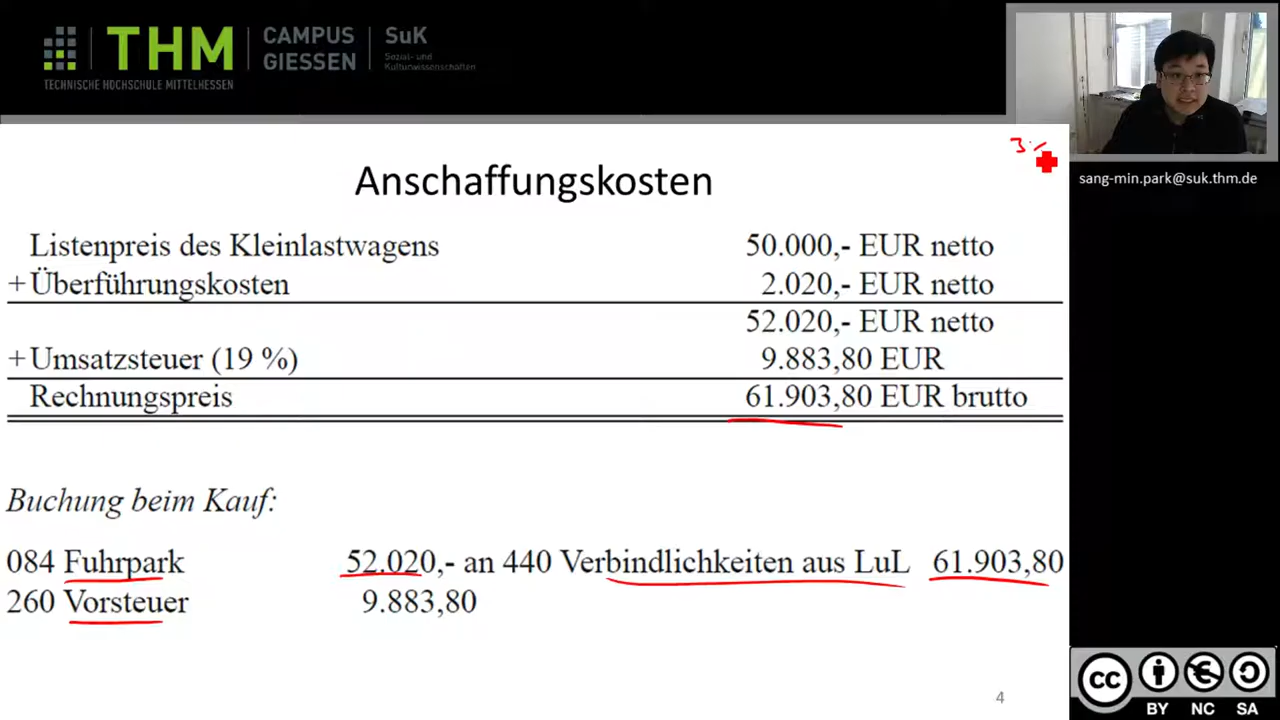 THM
TECHNISCHE HOCHSCHULE MITTELHESSEN
CAMPUS
GIESSEN
SuK
Sozial- und
Kulturwissenschaften
sang-min.park@suk.thm.de
Anschaffungskosten
Listenpreis des Kleinlastwagens 50.000,- EUR netto
+ Überführungskosten 2.020,- EUR netto
52.020,- EUR netto
+ Umsatzsteuer (19 %) 9.883,80 EUR
Rechnungspreis 61.903,80 EUR brutto
Buchung beim Kauf:
084 Fuhrpark 52.020,- an 440 Verbindlichkeiten aus LuL 61.903,80
260 Vorsteuer 9.883,80
4
CC
BY NC SA